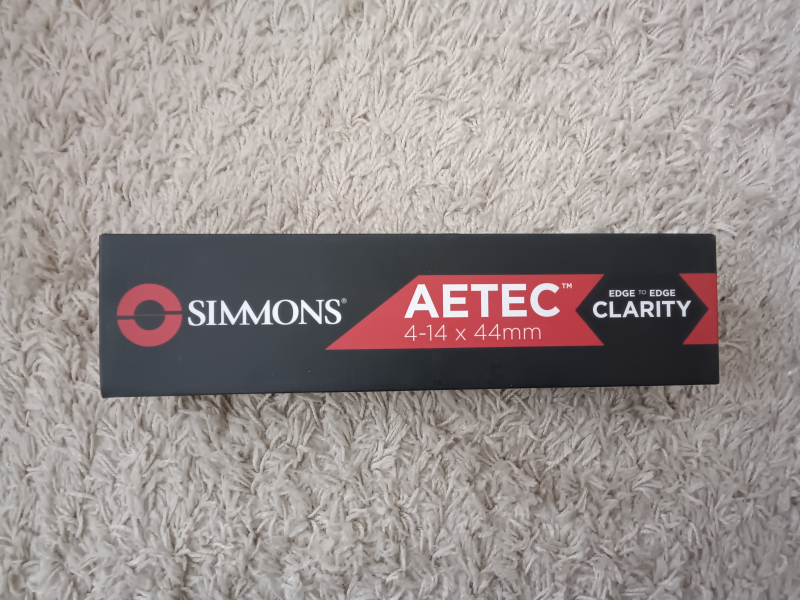 SIMMONS®
AETEC™
4-14 x 44mm
EDGE TO EDGE
CLARITY